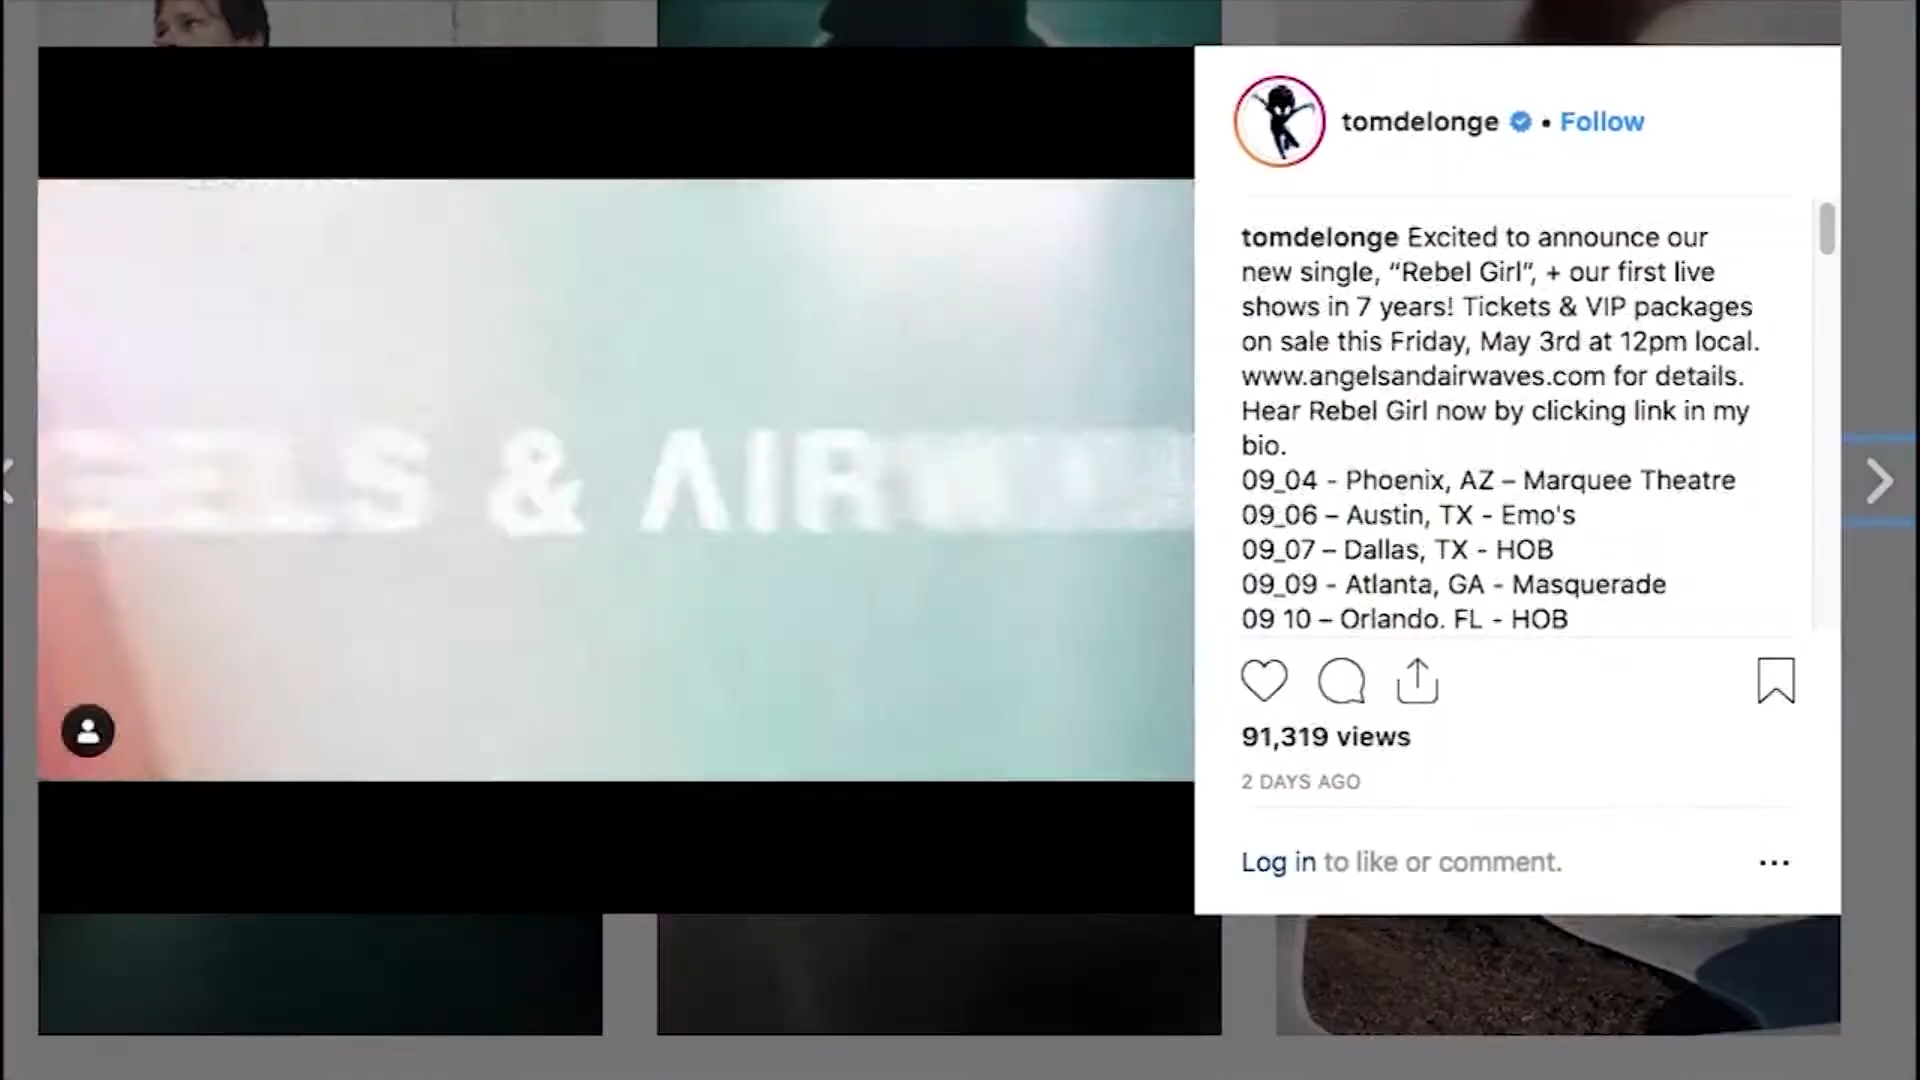 ELS & AIR
tomdelonge • Follow
tomdelonge Excited to announce our
new single, “Rebel Girl”, + our first live
shows in 7 years! Tickets & VIP packages
on sale this Friday, May 3rd at 12pm local.
www.angelsandairwaves.com for details.
Hear Rebel Girl now by clicking link in my
bio.
09_04 - Phoenix, AZ – Marquee Theatre
09_06 – Austin, TX - Emo's
09_07 – Dallas, TX - HOB
09_09 - Atlanta, GA - Masquerade
09 10 – Orlando. FL - HOB
91,319 views
2 DAYS AGO
Log in to like or comment.